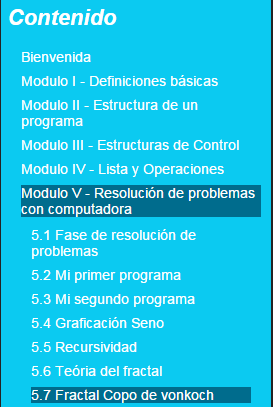 Contenido
Bienvenida
Modulo I - Definiciones básicas
Modulo II - Estructura de un
programa
Modulo III - Estructuras de Control
Modulo IV - Lista y Operaciones
Modulo V - Resolución de problemas
con computadora
5.1 Fase de resolución de
problemas
5.2 Mi primer programa
5.3 Mi segundo programa
5.4 Graficación Seno
5.5 Recursividad
5.6 Teória del fractal
5.7 Fractal Copo de vonkoch